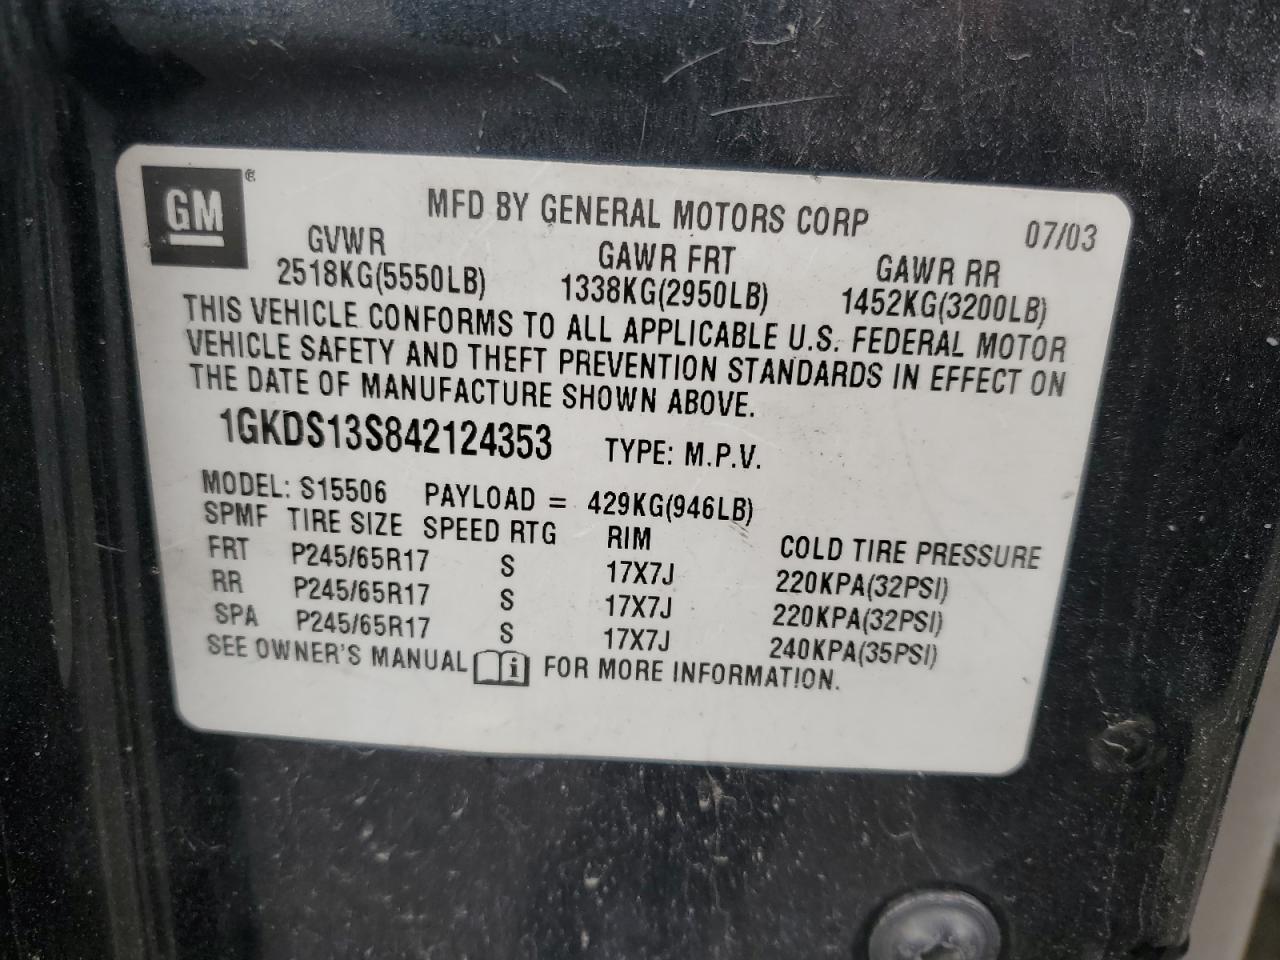 GM®
MFD BY GENERAL MOTORS CORP 07/03
GVWR GAWR FRT GAWR RR
2518KG(5550LB) 1338KG(2950LB) 1452KG(3200LB)
THIS VEHICLE CONFORMS TO ALL APPLICABLE U.S. FEDERAL MOTOR
VEHICLE SAFETY AND THEFT PREVENTION STANDARDS IN EFFECT ON
THE DATE OF MANUFACTURE SHOWN ABOVE.
1GKDS13S842124353 TYPE: M.P.V.
MODEL: S15506 PAYLOAD = 429KG(946LB)
SPMF TIRE SIZE SPEED RTG RIM COLD TIRE PRESSURE
FRT P245/65R17 S 17X7J 220KPA(32PSI)
RR P245/65R17 S 17X7J 220KPA(32PSI)
SPA P245/65R17 S 17X7J 240KPA(35PSI)
SEE OWNER'S MANUAL i FOR MORE INFORMATION.